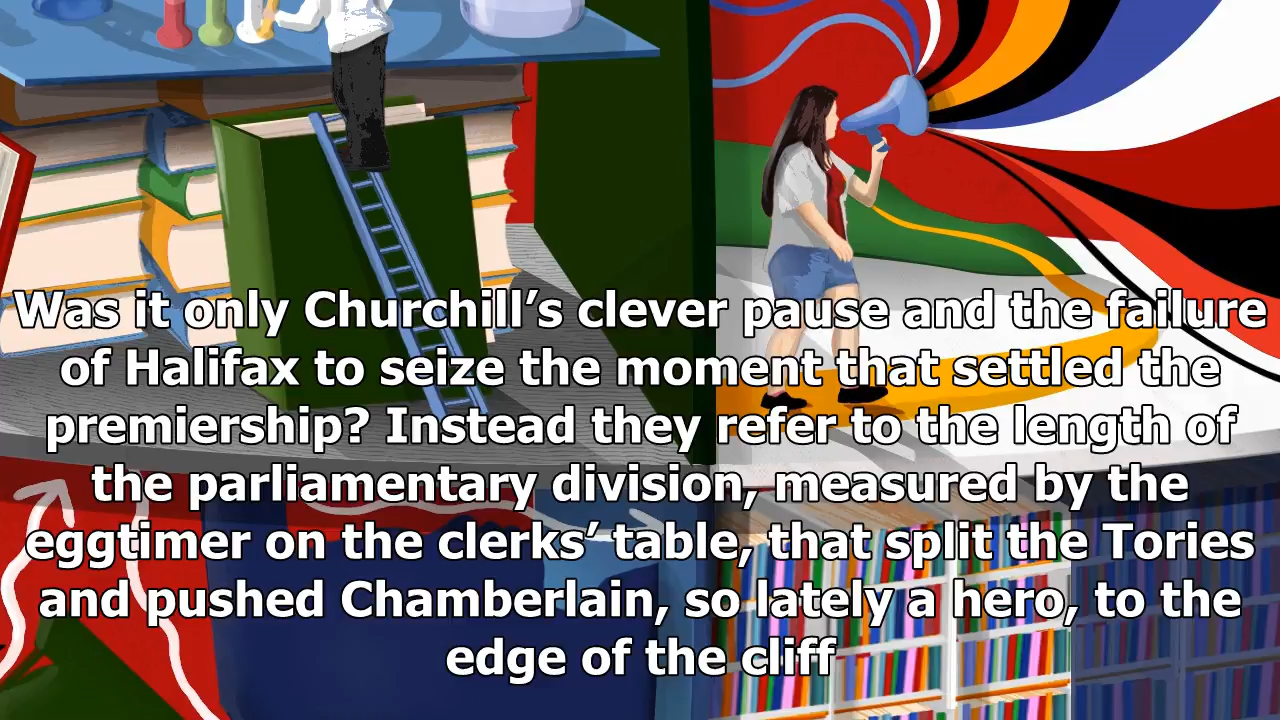 Was it only Churchill’s clever pause and the failure
of Halifax to seize the moment that settled the
premiership? Instead they refer to the length of
the parliamentary division, measured by the
eggtimer on the clerks’ table, that split the Tories
and pushed Chamberlain, so lately a hero, to the
edge of the cliff